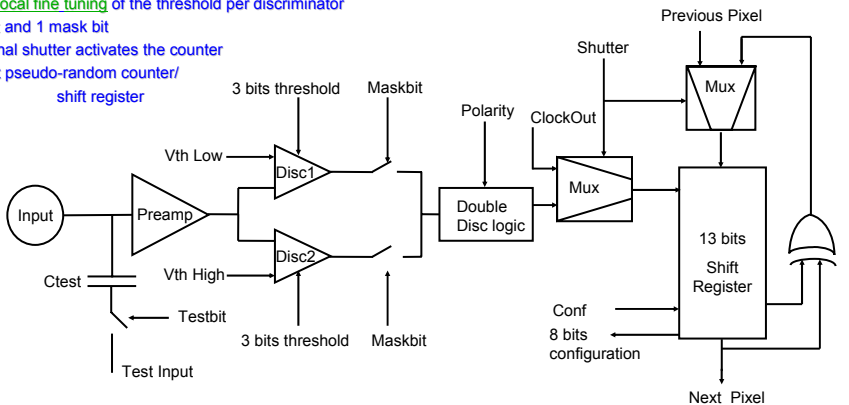 ocal fine tuning of the threshold per discriminator
and 1 mask bit
nal shutter activates the counter
pseudo-random counter/
shift register
Previous Pixel
Shutter
3 bits threshold
Maskbit
Mux
Polarity
ClockOut
Vth Low
Disc1
Mux
Input
Preamp
Double
Disc logic
13 bits
Shift
Register
Disc2
Vth High
Ctest
Testbit
Conf
8 bits
configuration
3 bits threshold
Maskbit
Test Input
Next Pixel